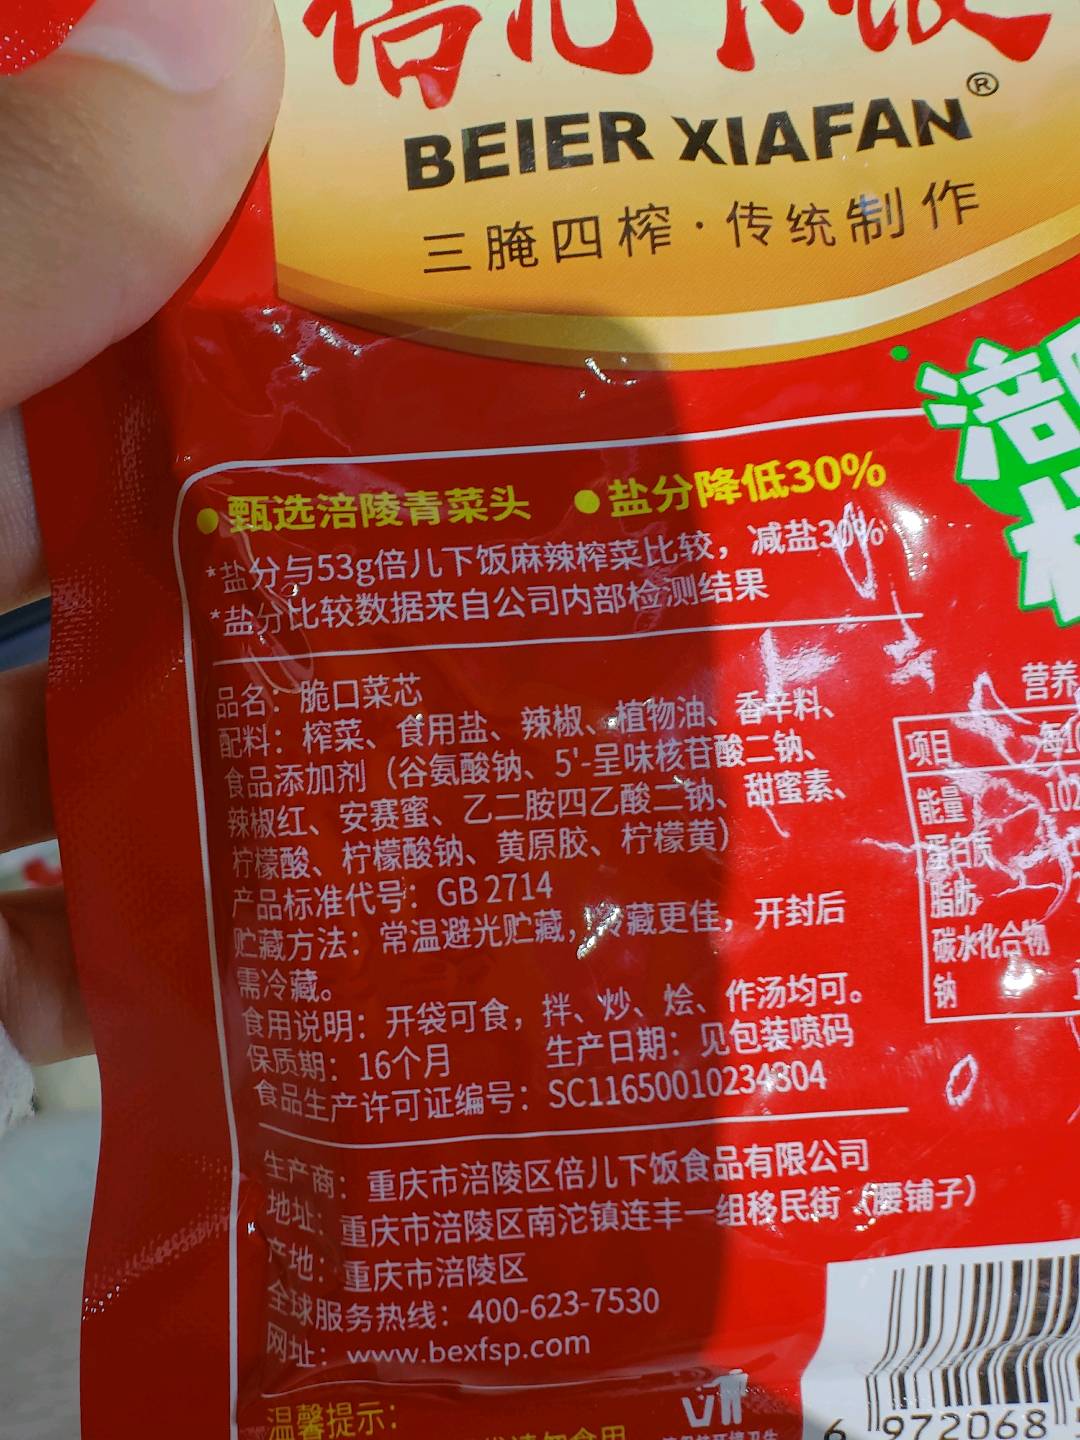 倍儿下饭
BEIER XIAFAN®
三腌四榨·传统制作
涪
●甄选涪陵青菜头 ●盐分降低30%
*盐分与53g倍儿下饭麻辣榨菜比较，减盐30%
*盐分比较数据来自公司内部检测结果
品名：脆口菜芯
配料：榨菜、食用盐、辣椒、植物油、香辛料、
食品添加剂（谷氨酸钠、5'-呈味核苷酸二钠、
辣椒红、安赛蜜、乙二胺四乙酸二钠、甜蜜素、
柠檬酸、柠檬酸钠、黄原胶、柠檬黄）
产品标准代号：GB 2714
贮藏方法：常温避光贮藏，冷藏更佳，开封后
需冷藏。
食用说明：开袋可食，拌、炒、烩、作汤均可。
保质期：16个月 生产日期：见包装喷码
食品生产许可证编号：SC11650010234304
生产商：重庆市涪陵区倍儿下饭食品有限公司
地址：重庆市涪陵区南沱镇连丰一组移民街（腰铺子）
产地：重庆市涪陵区
全球服务热线：400-623-7530
网址：www.bexfsp.com
温馨提示：
营养
项目
能量
蛋白质
脂肪
碳水化合物
钠
6 972068